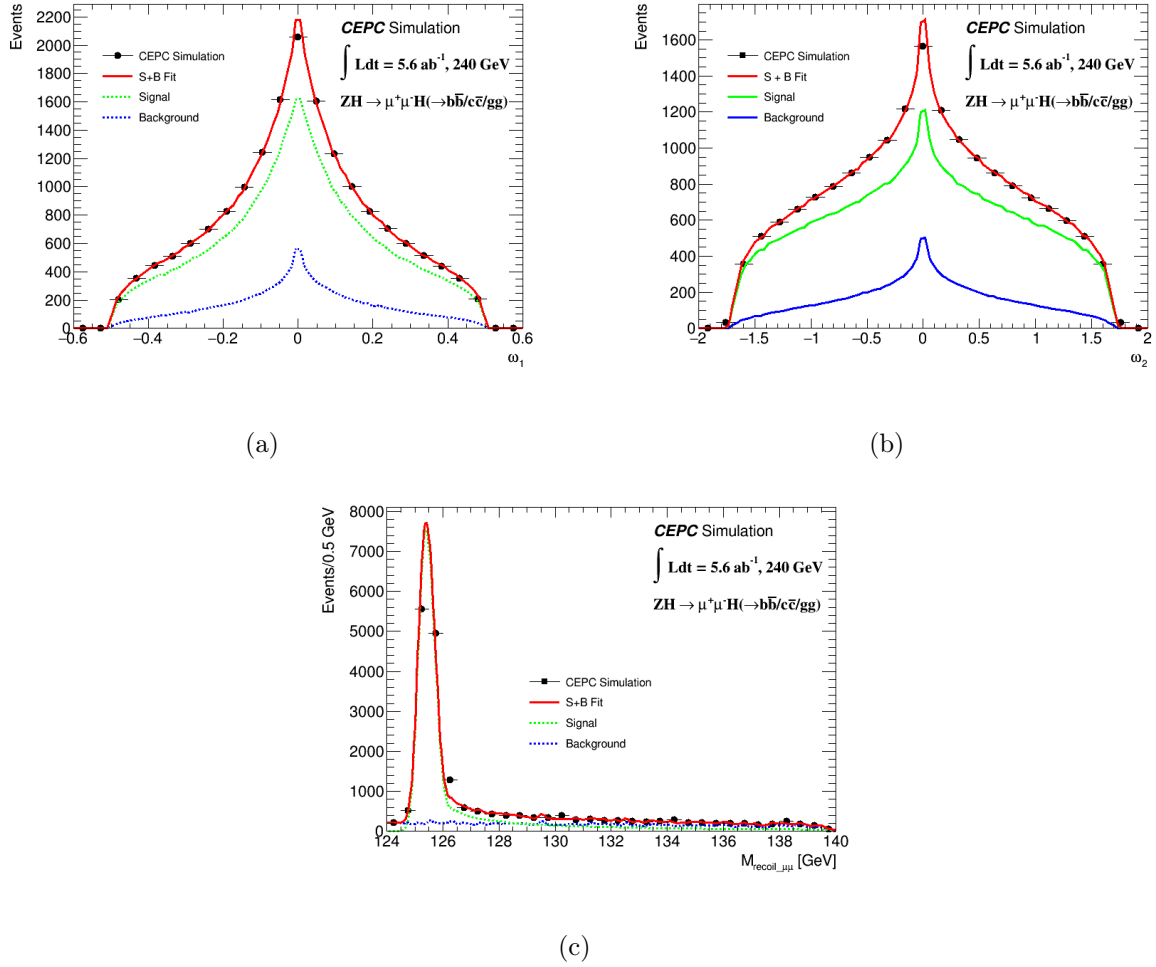 Events
2200
2000
1800
1600
1400
1200
1000
800
600
400
200
0
−0.6
−0.4
−0.2
0
0.2
0.4
0.6
ω₁
CEPC Simulation
∫ Ldt = 5.6 ab⁻¹, 240 GeV
ZH → μ⁺μ⁻H(→bb̅/cc̅/gg)
CEPC Simulation
S+B Fit
Signal
Background
(a)
Events
1600
1400
1200
1000
800
600
400
200
0
−2
−1.5
−1
−0.5
0
0.5
1
1.5
2
ω₂
CEPC Simulation
∫ Ldt = 5.6 ab⁻¹, 240 GeV
ZH → μ⁺μ⁻H(→bb̅/cc̅/gg)
CEPC Simulation
S + B Fit
Signal
Background
(b)
Events/0.5 GeV
8000
7000
6000
5000
4000
3000
2000
1000
0
124
126
128
130
132
134
136
138
140
M_recoil_μμ [GeV]
CEPC Simulation
∫ Ldt = 5.6 ab⁻¹, 240 GeV
ZH → μ⁺μ⁻H(→bb̅/cc̅/gg)
CEPC Simulation
S+B Fit
Signal
Background
(c)